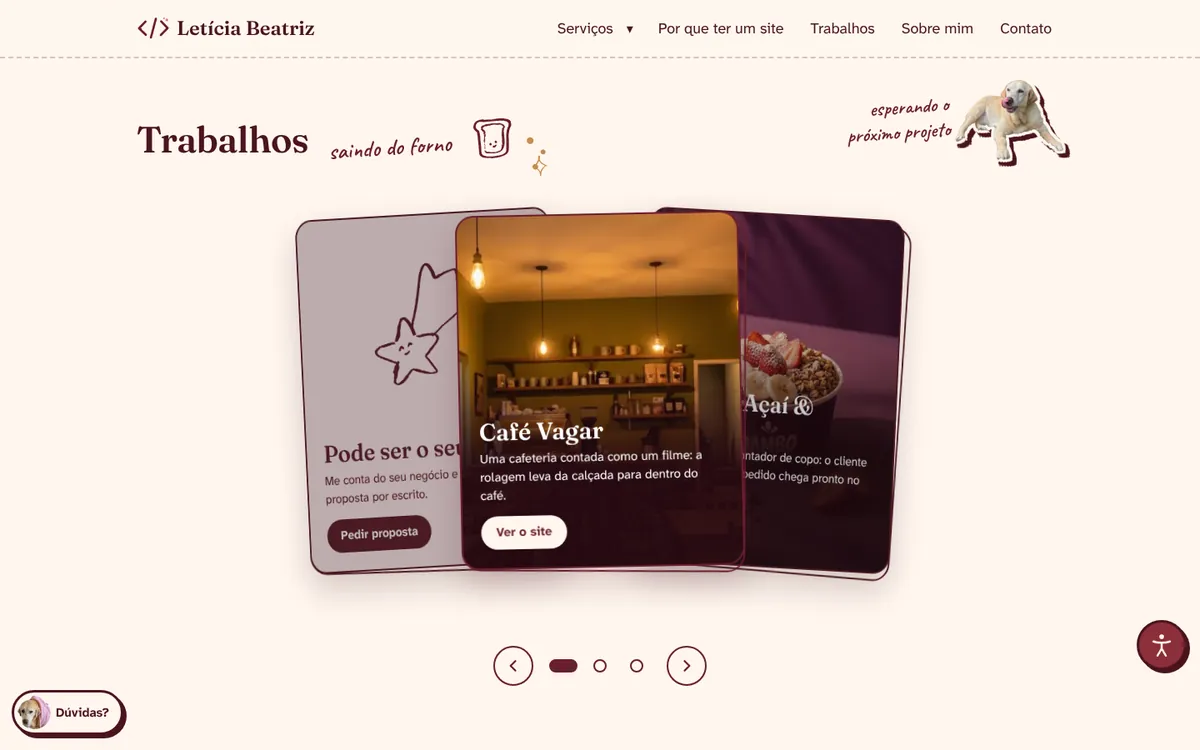 </> Letícia Beatriz
Serviços ▾ Por que ter um site Trabalhos Sobre mim Contato
Trabalhos
saindo do forno
esperando o
próximo projeto
Pode ser o seu
Me conta do seu negócio e
proposta por escrito.
Pedir proposta
Café Vagar
Uma cafeteria contada como um filme: a
rolagem leva da calçada para dentro do
café.
Ver o site
Açaí &
de copo: o cliente
pedido chega pronto no
Dúvidas?